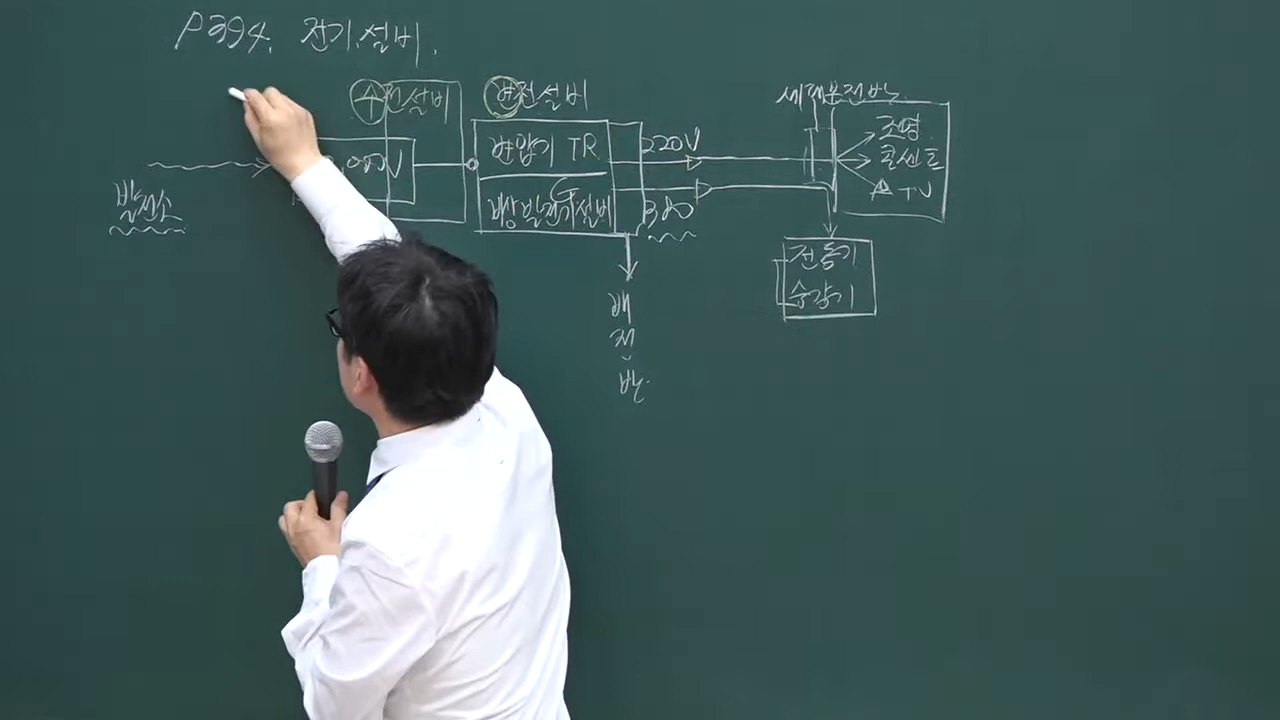 P394. 전기설비.
수전설비
변전설비
세대분전반
변압기 TR
220V
조명
콘센트
TV
발전소
G
비상발전기설비
380
전동기
승강기
배
전
반